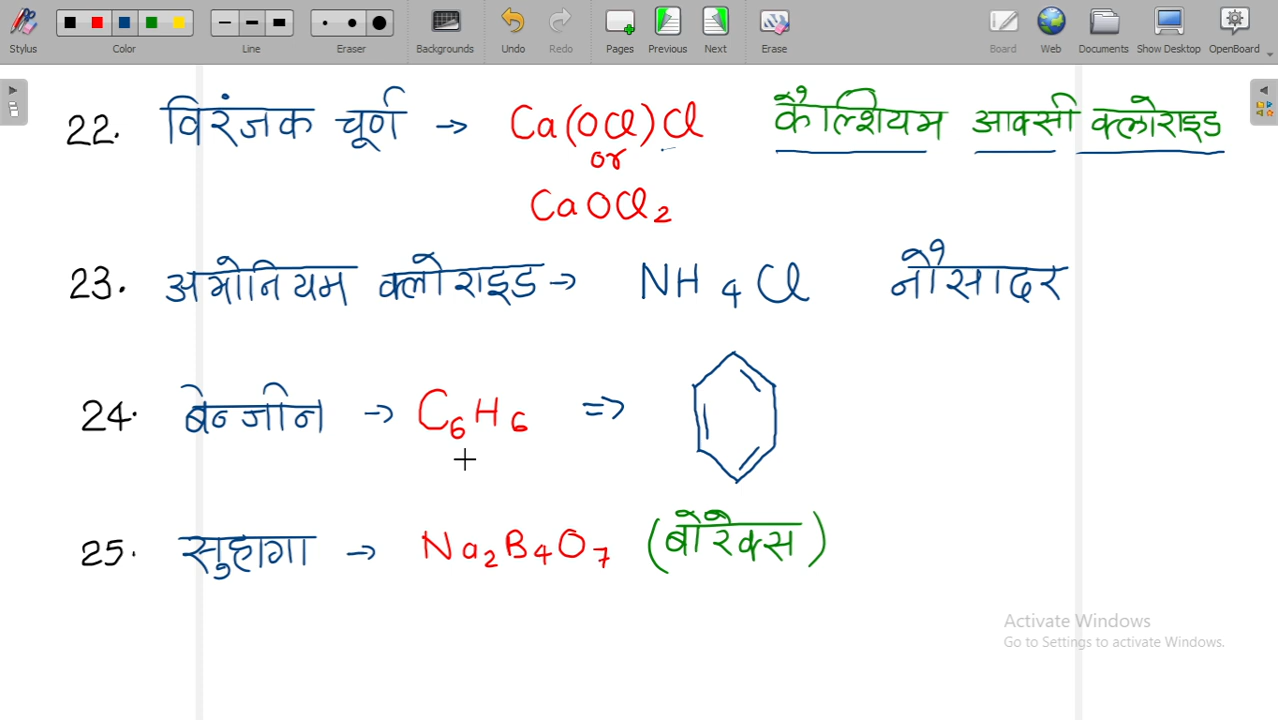 Stylus Color Line Eraser Backgrounds Undo Redo Pages Previous Next Erase Board Web Documents Show Desktop OpenBoard
22. विरंजक चूर्ण → Ca(OCl)Cl कैल्शियम आक्सी क्लोराइड
or
CaOCl2
23. अमोनियम क्लोराइड → NH4Cl नौसादर
24. बेन्जीन → C6H6 =>
25. सुहागा → Na2B4O7 (बोरेक्स)
Activate Windows
Go to Settings to activate Windows.